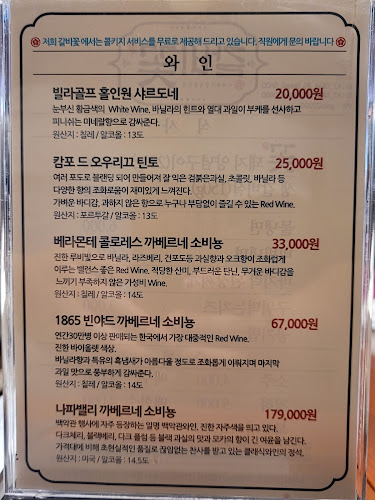 저희 갈비꽃 에서는 콜키지 서비스를 무료로 제공해 드리고 있습니다. 직원에게 문의 바랍니다
와 인
빌라골프 홀인원 샤르도네 20,000원
눈부신 황금색의 White Wine. 바닐라의 힌트와 열대 과일이 부케를 선사하고
피니쉬는 미네랄향으로 감싸준다.
원산지 : 칠레 / 알코올 : 13도
캄포 드 오우리끄 틴토 25,000원
여러 포도로 블랜딩 되어 만들어져 잘 익은 검붉은과실, 초콜릿, 바닐라 등
다양한 향의 조화로움이 재미있게 느껴진다.
가벼운 바디감, 과하지 않은 향으로 누구나 부담없이 즐길 수 있는 Red Wine.
원산지 : 포르투갈 / 알코올 : 13도
베라몬테 콜로레스 까베르네 소비뇽 33,000원
진한 루비빛으로 바닐라, 라즈베리, 건포도등 과실향과 오크향이 조화럽게
이루는 밸런스 좋은 Red Wine. 적당한 산미, 부드러운 탄닌, 무거운 바디감을
느끼기 부족하지 않은 가성비 Wine.
원산지 : 칠레 / 알코올 : 14도
1865 빈야드 까베르네 소비뇽 67,000원
연간30만병 이상 판매되는 한국에서 가장 대중적인 Red Wine.
진한 바이올렛 색상.
바닐라향과 특유의 흑냄새가 아름다울 정도로 조화롭게 이뤄지며 마지막
과일 맛으로 풍부하게 감싸준다.
원산지 : 칠레 / 알코올 : 14도
나파밸리 까베르네 소비뇽 179,000원
백악관 행사에 자주 등장하는 일명 백악관와인. 진한 자주색을 띄고 있다.
다크체리, 블랙베리, 다크 플럼 등 블랙 과실의 맛과 모카의 향이 긴 여운을 남긴다.
가격대에 비해 초현실적인 품질로 끊임없는 찬사를 받고 있는 클래식와인의 정석.
원산지 : 미국 / 알코올 : 14.5도